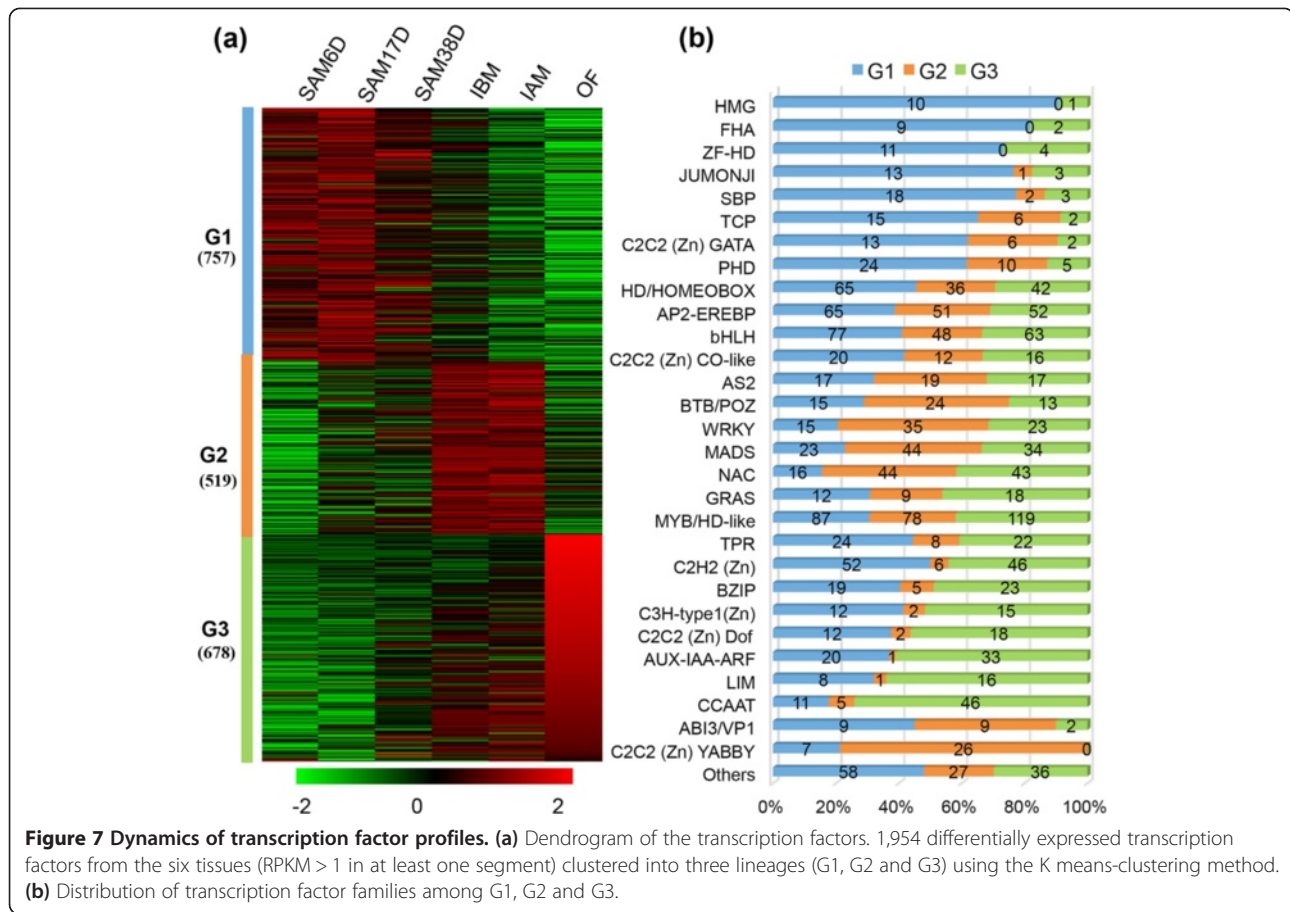 (a)
SAM6D SAM17D SAM38D IBM IAM OF
G1
(757)
G2
(519)
G3
(678)
-2 0 2
(b)
G1 G2 G3
HMG 10 0 1
FHA 9 0 2
ZF-HD 11 0 4
JUMONJI 13 1 3
SBP 18 2 3
TCP 15 6 2
C2C2 (Zn) GATA 13 6 2
PHD 24 10 5
HD/HOMEOBOX 65 36 42
AP2-EREBP 65 51 52
bHLH 77 48 63
C2C2 (Zn) CO-like 20 12 16
AS2 17 19 17
BTB/POZ 15 24 13
WRKY 15 35 23
MADS 23 44 34
NAC 16 44 43
GRAS 12 9 18
MYB/HD-like 87 78 119
TPR 24 8 22
C2H2 (Zn) 52 6 46
BZIP 19 5 23
C3H-type1(Zn) 12 2 15
C2C2 (Zn) Dof 12 2 18
AUX-IAA-ARF 20 1 33
LIM 8 1 16
CCAAT 11 5 46
ABI3/VP1 9 9 2
C2C2 (Zn) YABBY 7 26 0
Others 58 27 36
0% 20% 40% 60% 80% 100%
Figure 7 Dynamics of transcription factor profiles. (a) Dendrogram of the transcription factors. 1,954 differentially expressed transcription
factors from the six tissues (RPKM > 1 in at least one segment) clustered into three lineages (G1, G2 and G3) using the K means-clustering method.
(b) Distribution of transcription factor families among G1, G2 and G3.